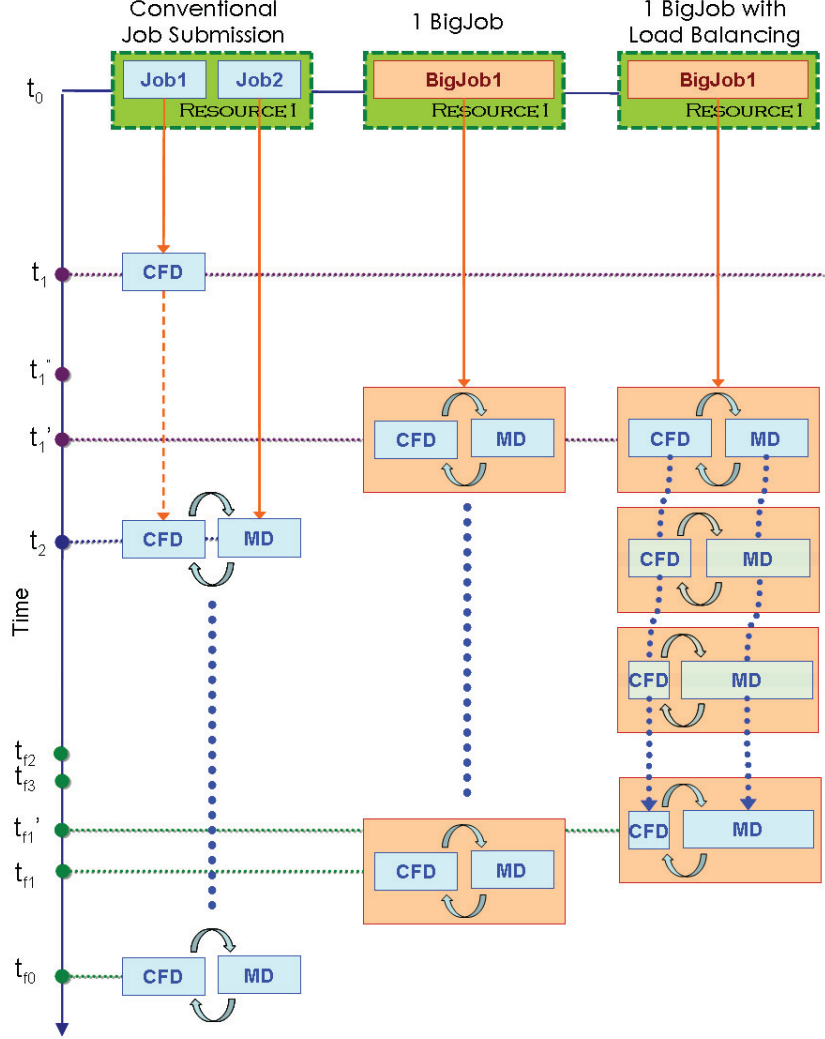 Conventional
Job Submission
1 BigJob
1 BigJob with
Load Balancing
t0
Job1
Job2
RESOURCE1
BigJob1
RESOURCE1
BigJob1
RESOURCE1
t1
CFD
t1"
t1'
CFD
MD
CFD
MD
t2
CFD
MD
CFD
MD
Time
CFD
MD
tf2
tf3
tf1'
CFD
MD
tf1
CFD
MD
tf0
CFD
MD